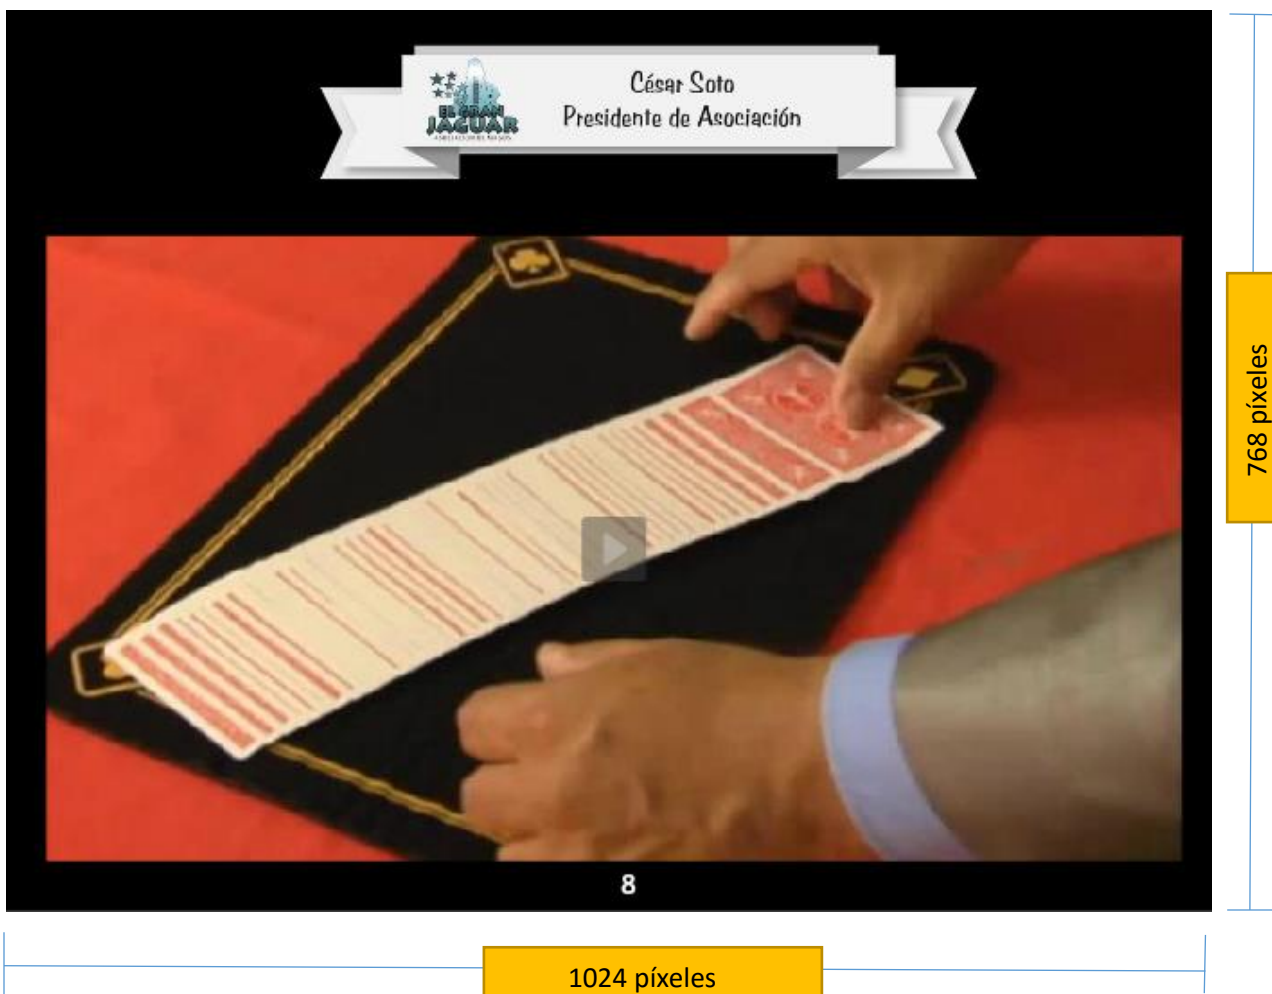 César Soto
Presidente de Asociación
EL GRAN
JAGUAR
8
768 píxeles
1024 píxeles